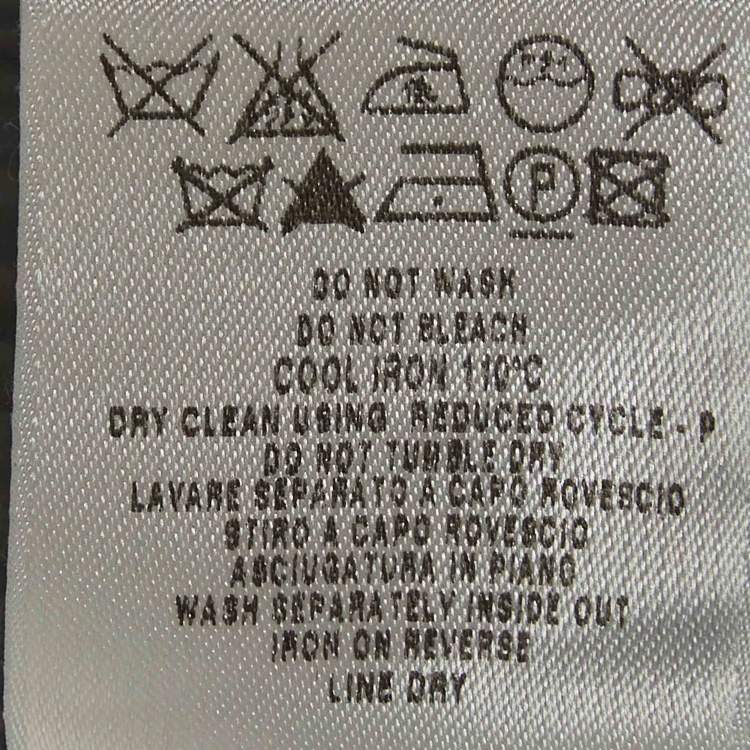 P
DO NOT WASH
DO NOT BLEACH
COOL IRON 110°C
DRY CLEAN USING REDUCED CYCLE - P
DO NOT TUMBLE DRY
LAVARE SEPARATO A CAPO ROVESCIO
STIRO A CAPO ROVESCIO
ASCIUGATURA IN PIANO
WASH SEPARATELY INSIDE OUT
IRON ON REVERSE
LINE DRY